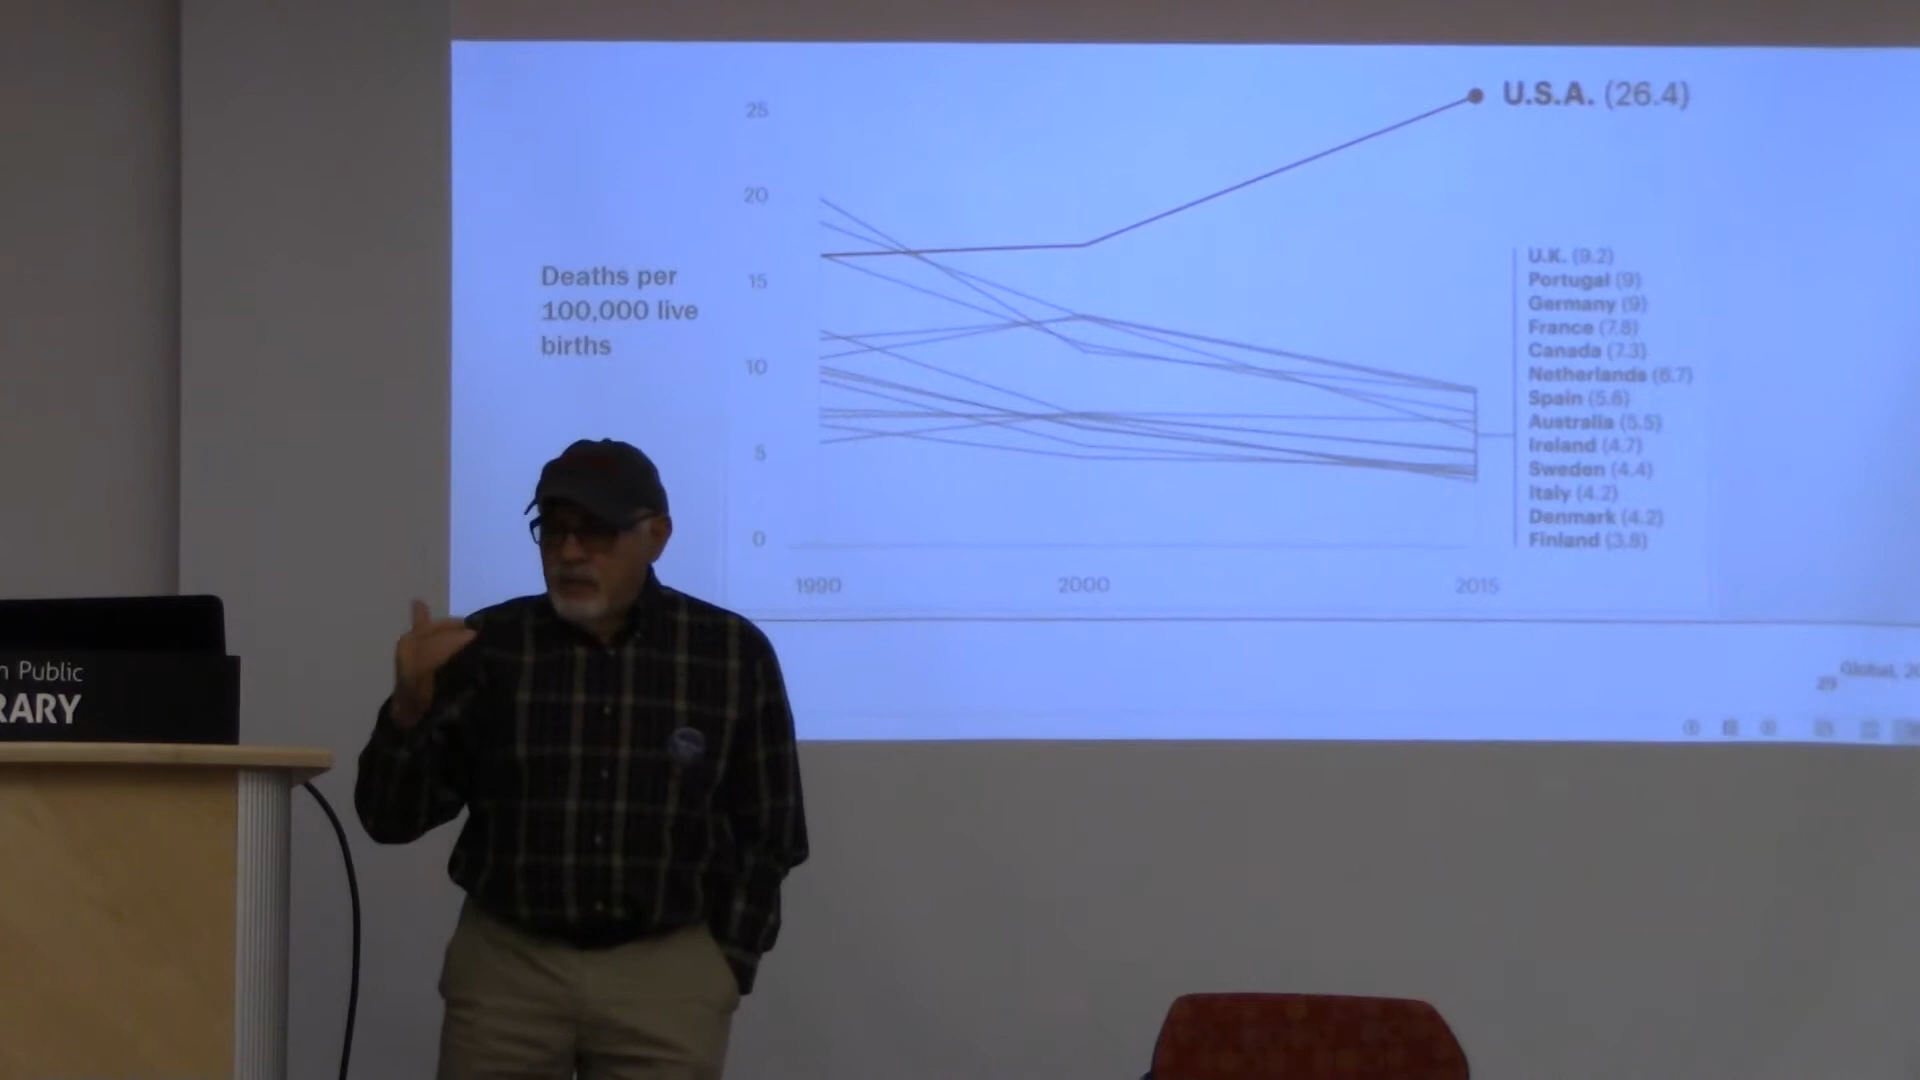 25
U.S.A. (26.4)
20
15
10
5
0
Deaths per
100,000 live
births
U.K. (9.2)
Portugal (9)
Germany (9)
France (7.8)
Canada (7.3)
Netherlands (6.7)
Spain (5.6)
Australia (5.5)
Ireland (4.7)
Sweden (4.4)
Italy (4.2)
Denmark (4.2)
Finland (3.8)
1990
2000
2015
Global,
29
Public